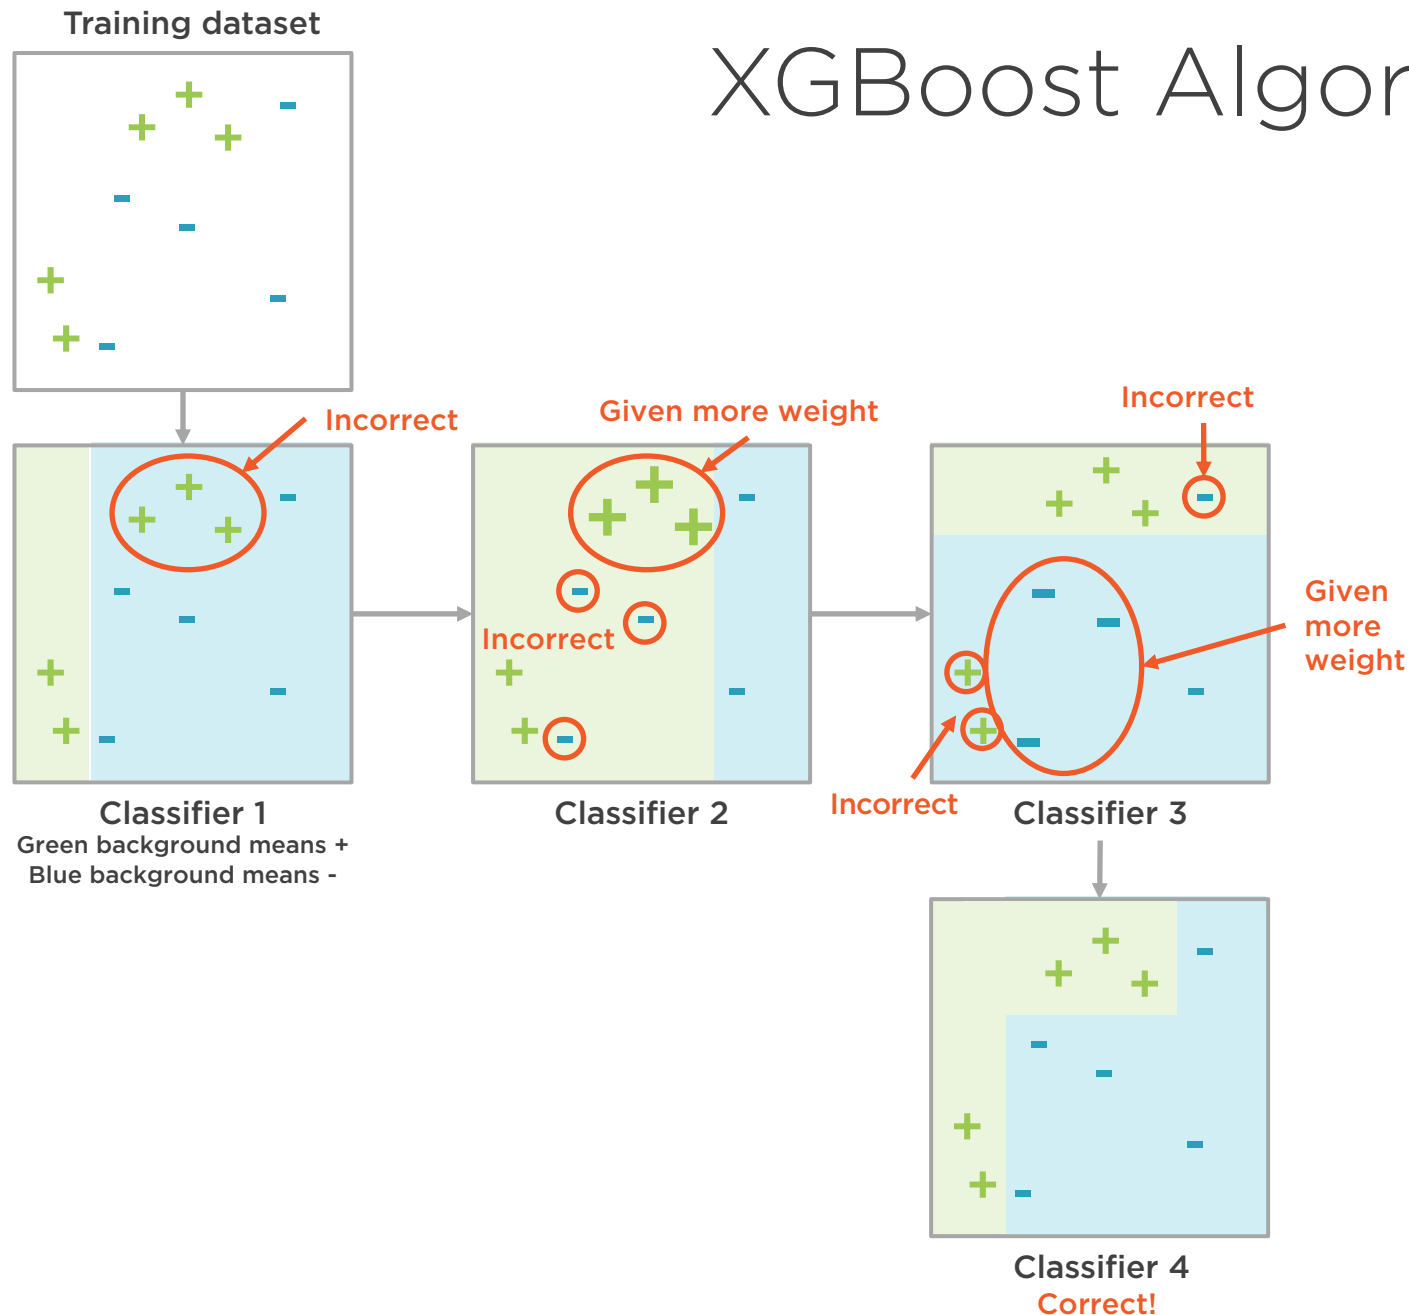 Training dataset
XGBoost Algor
Incorrect
Given more weight
Incorrect
Incorrect
Given
more
weight
Incorrect
Classifier 1
Green background means +
Blue background means -
Classifier 2
Classifier 3
Classifier 4
Correct!